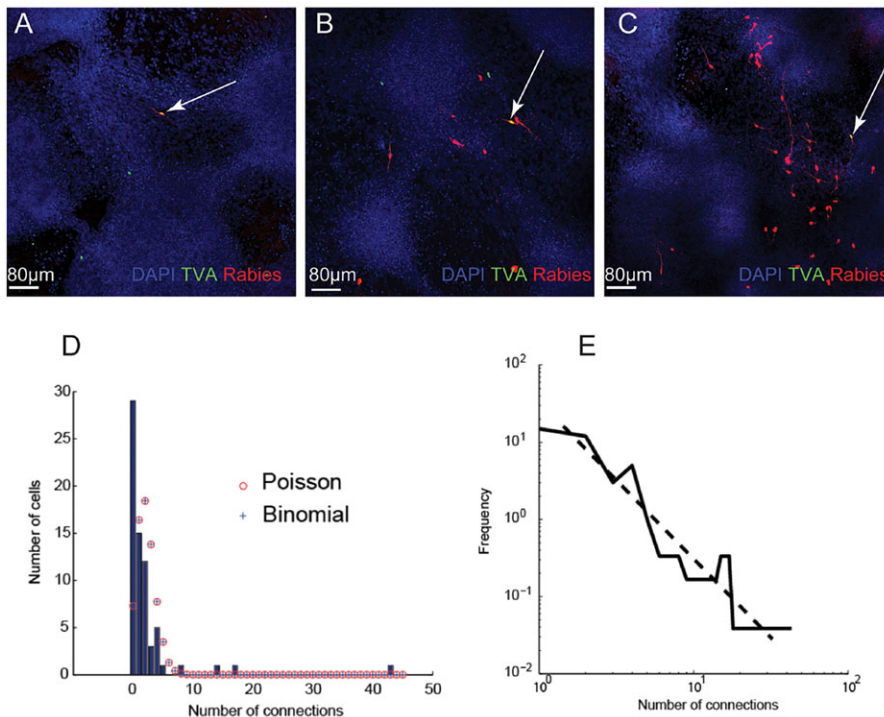 A
B
C
80μm
DAPI TVA Rabies
80μm
DAPI TVA Rabies
80μm
DAPI TVA Rabies
D
30
25
20
15
10
5
0
0
10
20
30
40
50
Number of cells
Number of connections
Poisson
Binomial
E
10²
10¹
10⁰
10⁻¹
10⁻²
10⁰
10¹
10²
Frequency
Number of connections